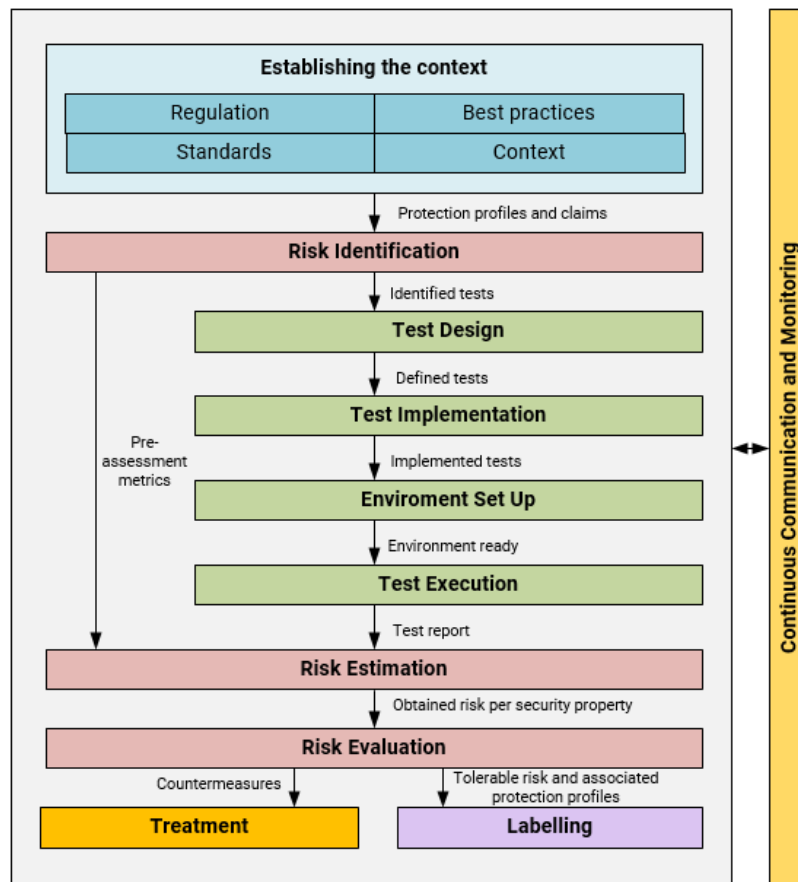 Establishing the context
Regulation
Best practices
Standards
Context
Protection profiles and claims
Risk Identification
Identified tests
Test Design
Defined tests
Test Implementation
Pre-
assessment
metrics
Implemented tests
Enviroment Set Up
Environment ready
Test Execution
Test report
Risk Estimation
Obtained risk per security property
Risk Evaluation
Countermeasures
Tolerable risk and associated
protection profiles
Treatment
Labelling
Continuous Communication and Monitoring